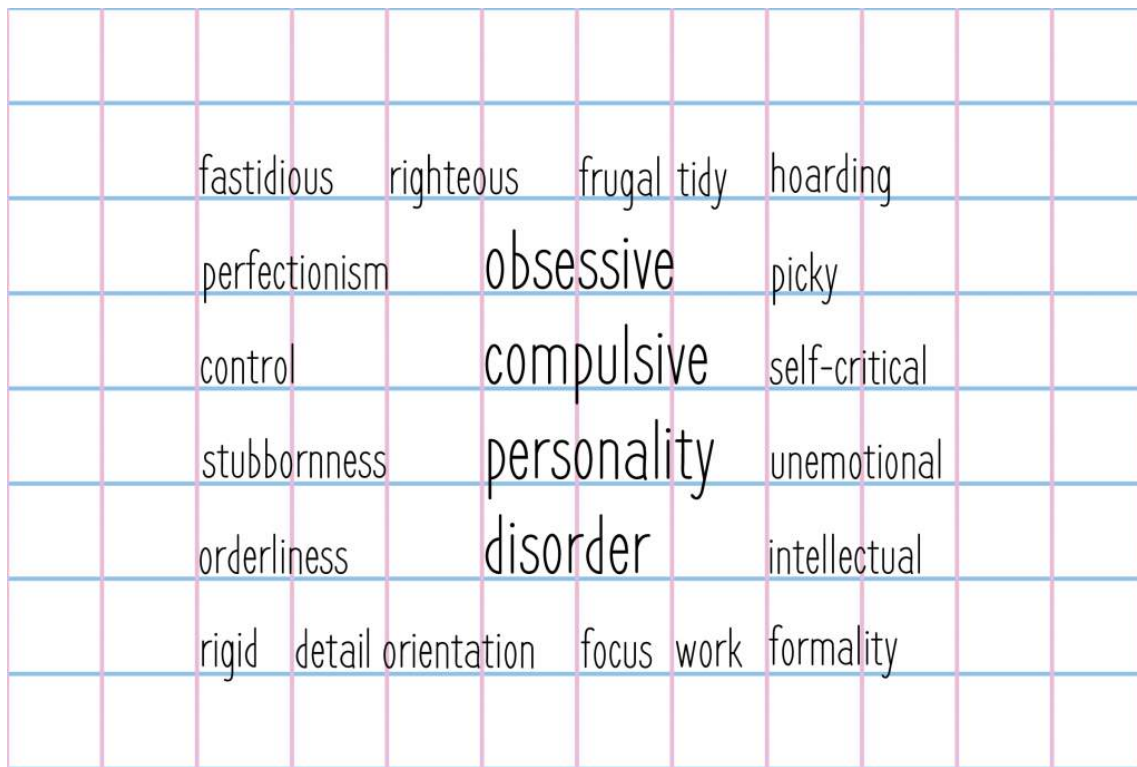 fastidious righteous frugal tidy hoarding
perfectionism obsessive picky
control compulsive self-critical
stubbornness personality unemotional
orderliness disorder intellectual
rigid detail orientation focus work formality